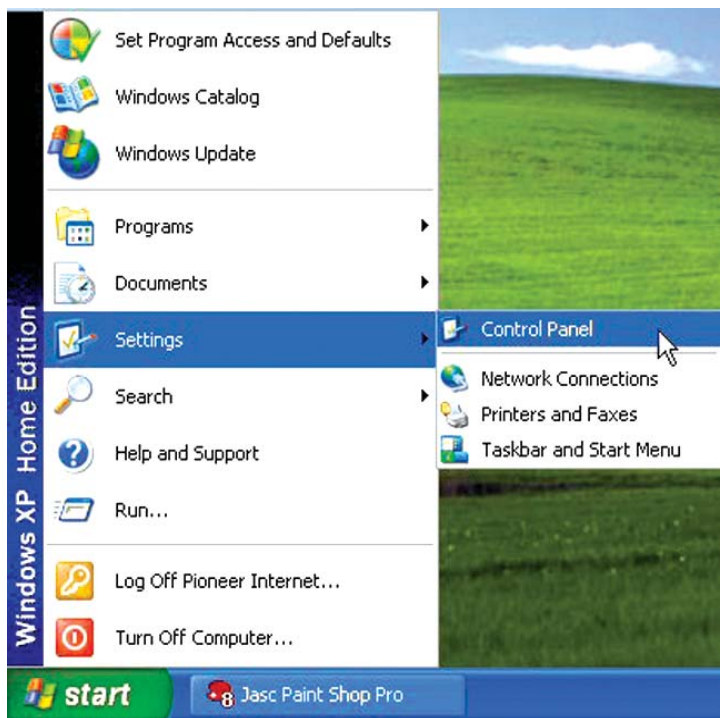 Set Program Access and Defaults
Windows Catalog
Windows Update
Programs
Documents
Settings
Control Panel
Network Connections
Printers and Faxes
Taskbar and Start Menu
Search
Help and Support
Run...
Log Off Pioneer Internet...
Turn Off Computer...
Windows XP Home Edition
start
8 Jasc Paint Shop Pro